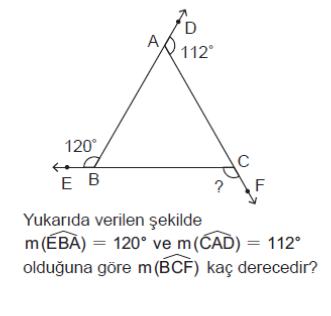 D
A
112°
120°
C
E B
? F
Yukarıda verilen şekilde
m(EBA) = 120° ve m(CAD) = 112°
olduğuna göre m(BCF) kaç derecedir?